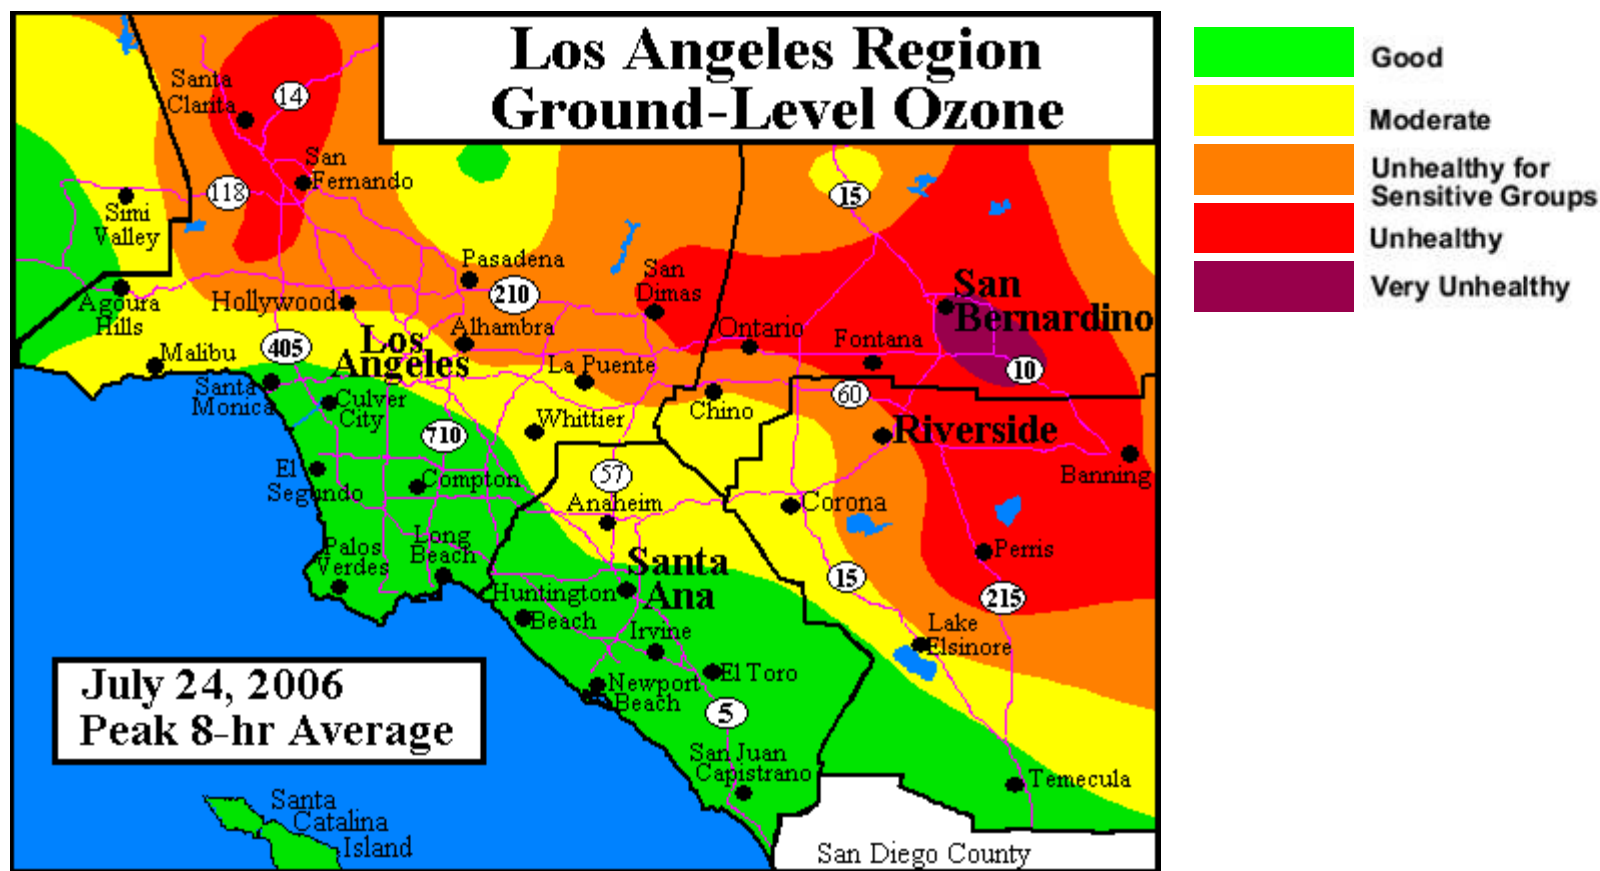 Los Angeles Region
Ground-Level Ozone
Good
Moderate
Unhealthy for
Sensitive Groups
Unhealthy
Very Unhealthy
Santa
Clarita
14
San
Fernando
118
15
Simi
Valley
Pasadena
210
San
Dimas
San
Bernardino
Agoura
Hills
Hollywood
Alhambra
Ontario
Fontana
405
Los
Angeles
Malibu
La Puente
10
Santa
Monica
Culver
City
60
Chino
Whittier
710
Riverside
El
Segundo
Compton
57
Banning
Anaheim
Corona
Palos
Verdes
Long
Beach
Santa
Ana
Perris
15
215
Huntington
Beach
Irvine
Lake
Elsinore
El Toro
Newport
Beach
5
July 24, 2006
Peak 8-hr Average
San Juan
Capistrano
Temecula
Santa
Catalina
Island
San Diego County